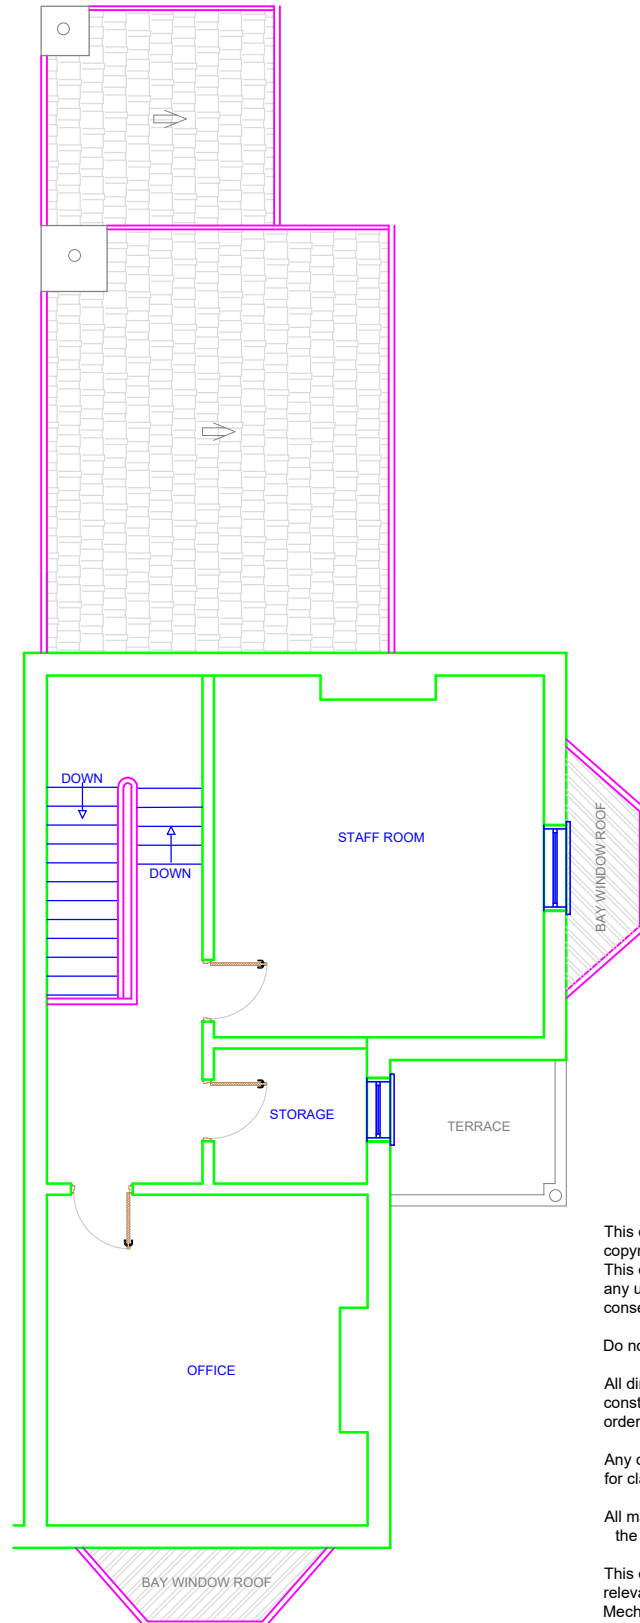 DOWN
DOWN
STAFF ROOM
BAY WINDOW ROOF
STORAGE
TERRACE
OFFICE
BAY WINDOW ROOF
This
copyr
This
any u
conse
Do no
All di
const
order
Any
for cla
All m
the
This
releva
Mech